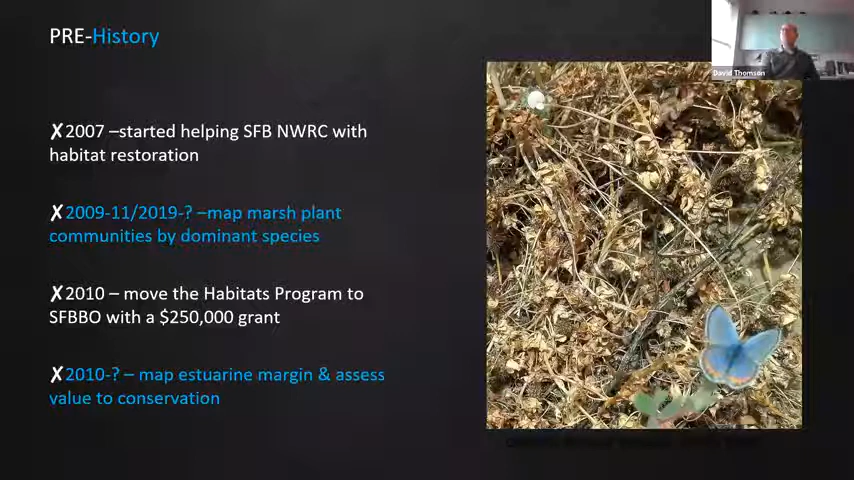 PRE-History
David Thomson
✗2007 –started helping SFB NWRC with
habitat restoration
✗2009-11/2019-? –map marsh plant
communities by dominant species
✗2010 – move the Habitats Program to
SFBBO with a $250,000 grant
✗2010-? – map estuarine margin & assess
value to conservation